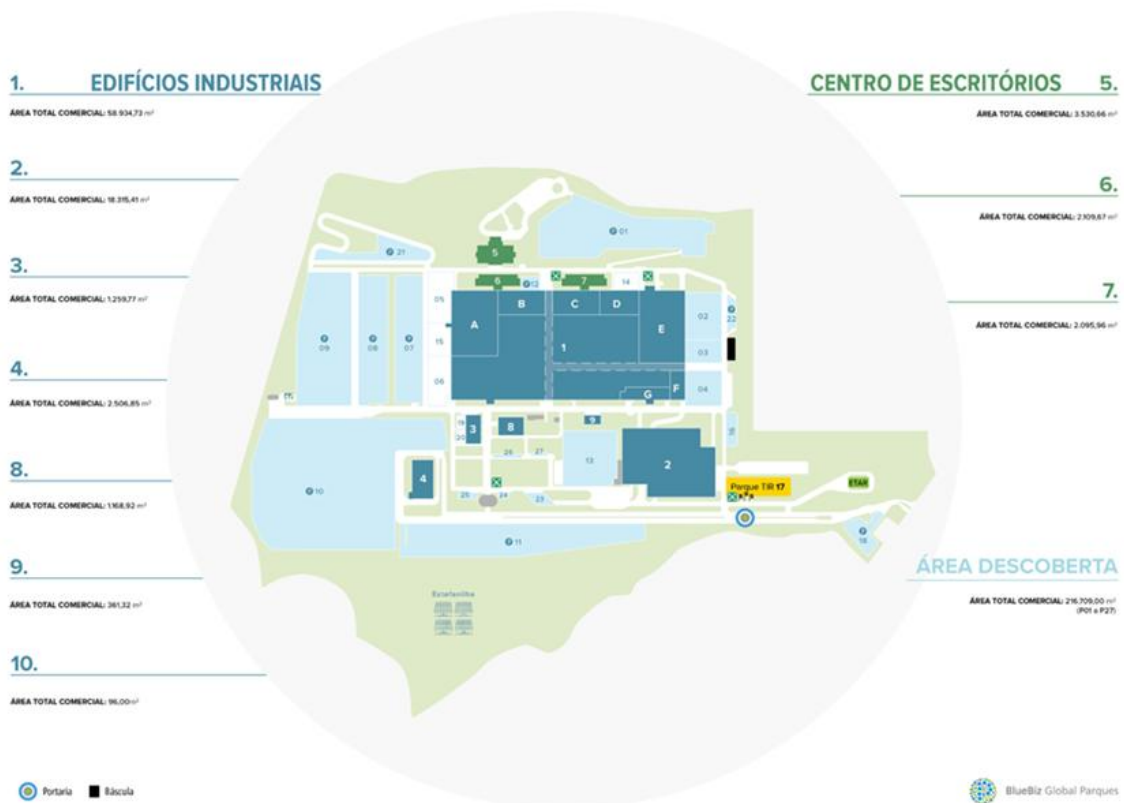 1. EDIFÍCIOS INDUSTRIAIS
ÁREA TOTAL COMERCIAL: 58.934,73 m²
2.
ÁREA TOTAL COMERCIAL: 18.315,41 m²
3.
ÁREA TOTAL COMERCIAL: 1.259,77 m²
4.
ÁREA TOTAL COMERCIAL: 2.506,85 m²
8.
ÁREA TOTAL COMERCIAL: 1.168,92 m²
9.
ÁREA TOTAL COMERCIAL: 361,32 m²
10.
ÁREA TOTAL COMERCIAL: 96,00 m²
CENTRO DE ESCRITÓRIOS 5.
ÁREA TOTAL COMERCIAL: 3.530,66 m²
6.
ÁREA TOTAL COMERCIAL: 2.109,67 m²
7.
ÁREA TOTAL COMERCIAL: 2.095,96 m²
ÁREA DESCOBERTA
ÁREA TOTAL COMERCIAL: 216.709,00 m²
(P01 a P27)
P 01
P 21
5
6
P 12
7
14
05
A
B
C
D
E
02
P
22
P
09
P
08
P
07
15
1
03
06
F
G
04
19
20
3
8
9
16
26
27
13
2
4
P 10
25
24
23
Parque TIR 17
ETAR
P 11
P
18
Portaria
Báscula
BlueBiz Global Parques